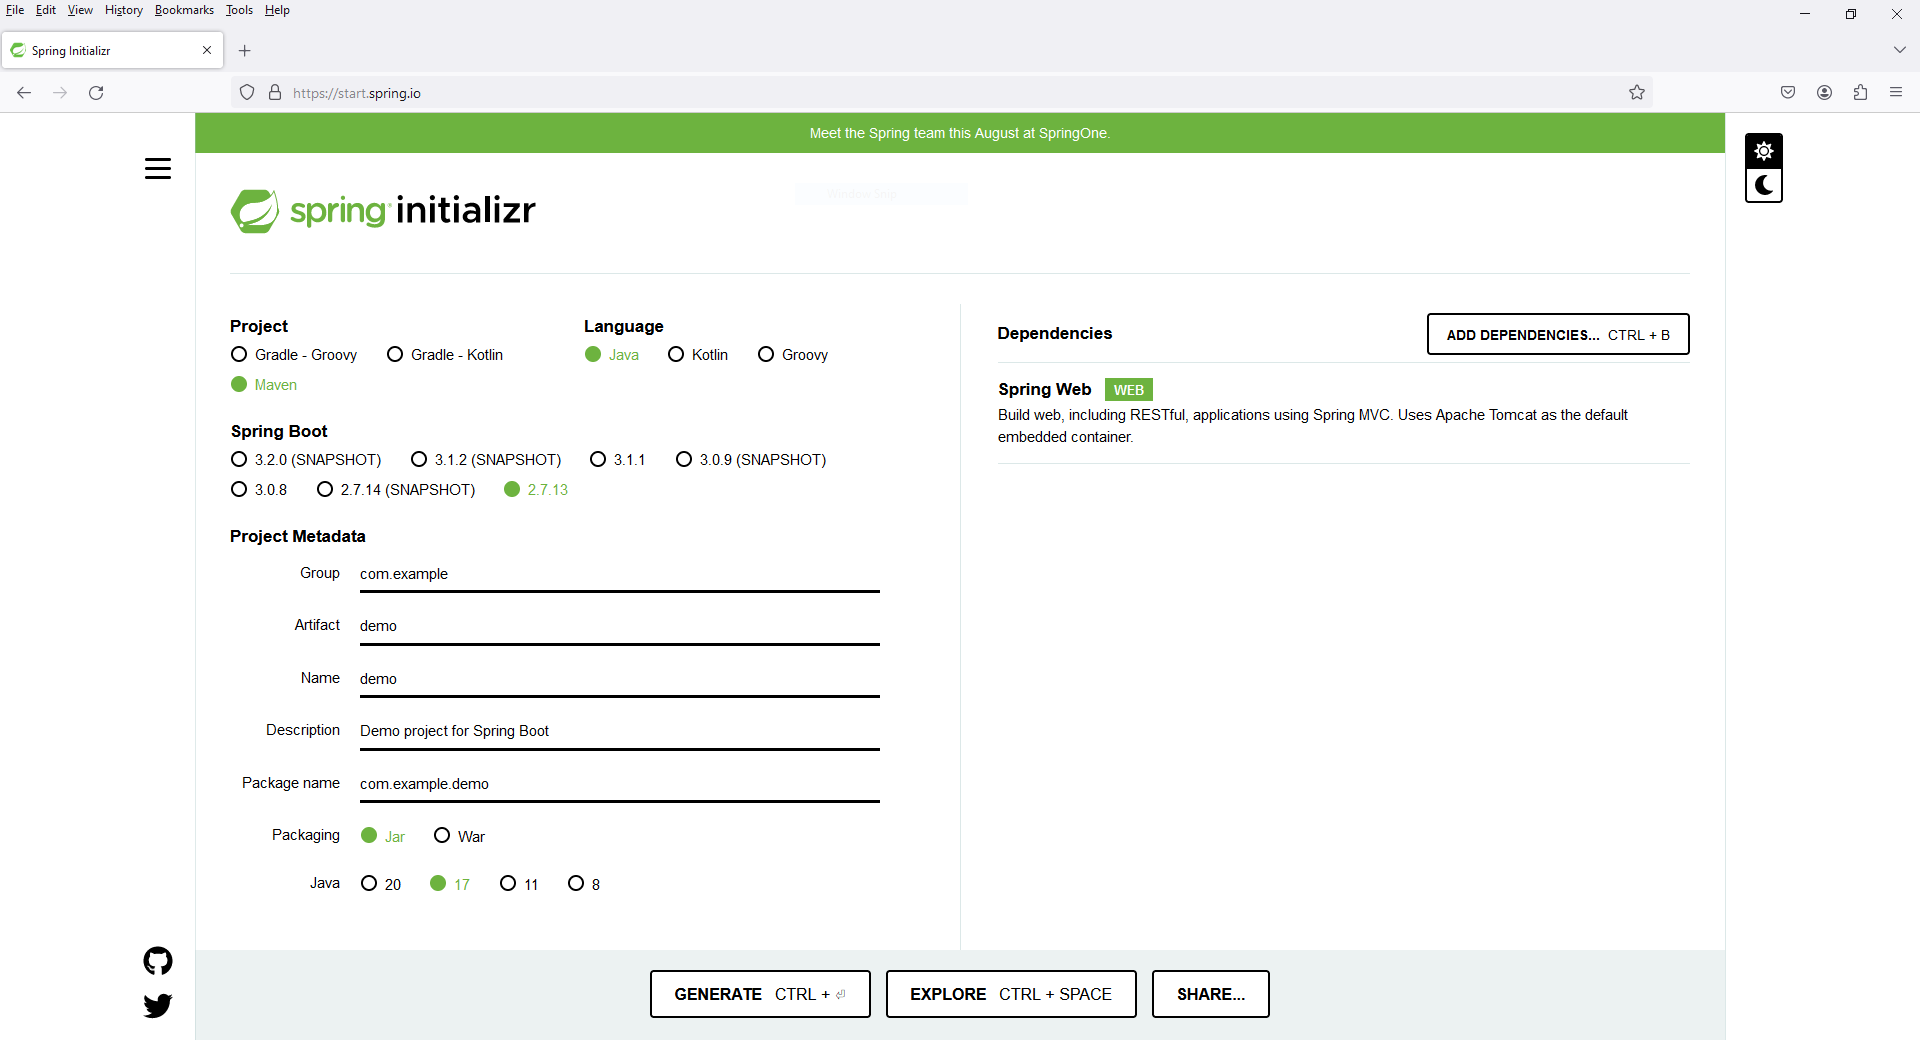 File Edit View History Bookmarks Tools Help
Spring Initializr
https://start.spring.io
Meet the Spring team this August at SpringOne.
Window Snip
spring initializr
Project
Gradle - Groovy Gradle - Kotlin
Maven
Language
Java Kotlin Groovy
Spring Boot
3.2.0 (SNAPSHOT) 3.1.2 (SNAPSHOT) 3.1.1 3.0.9 (SNAPSHOT)
3.0.8 2.7.14 (SNAPSHOT) 2.7.13
Project Metadata
Group com.example
Artifact demo
Name demo
Description Demo project for Spring Boot
Package name com.example.demo
Packaging Jar War
Java 20 17 11 8
Dependencies
ADD DEPENDENCIES... CTRL + B
Spring Web WEB
Build web, including RESTful, applications using Spring MVC. Uses Apache Tomcat as the default
embedded container.
GENERATE CTRL + ⏎
EXPLORE CTRL + SPACE
SHARE...